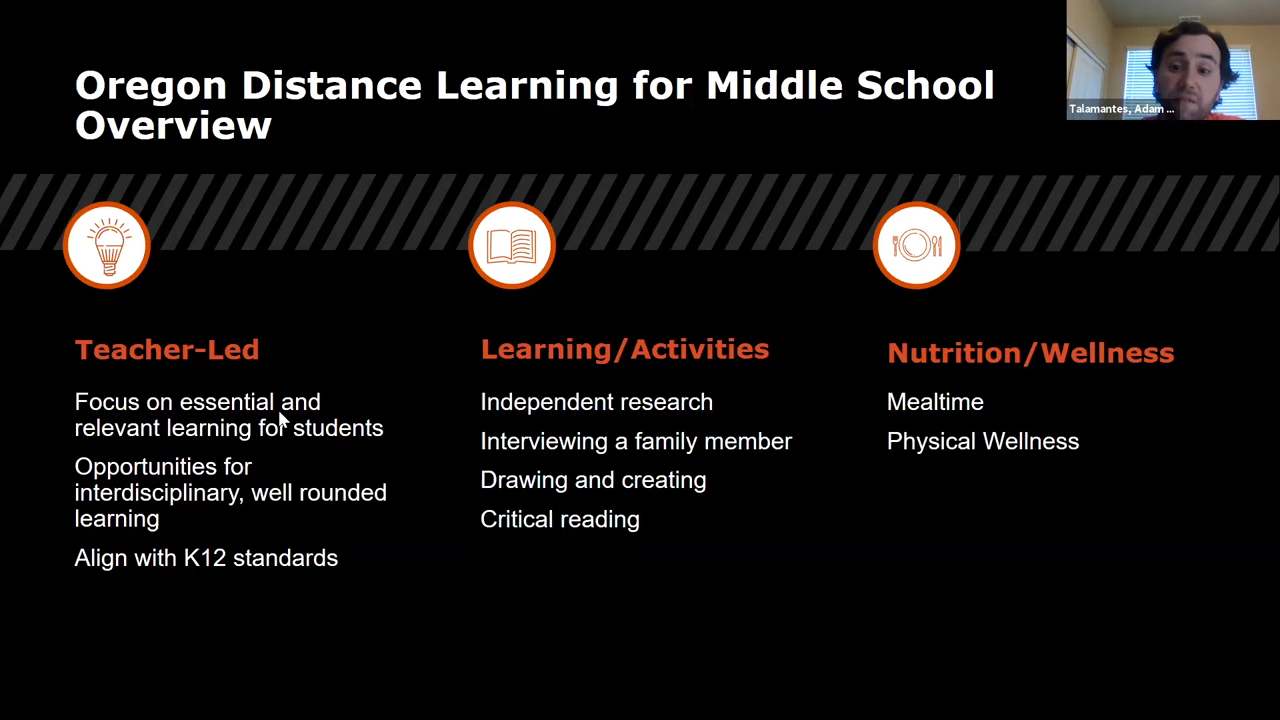 Oregon Distance Learning for Middle School
Overview
Talamantes, Adam ...
Teacher-Led
Focus on essential and
relevant learning for students
Opportunities for
interdisciplinary, well rounded
learning
Align with K12 standards
Learning/Activities
Independent research
Interviewing a family member
Drawing and creating
Critical reading
Nutrition/Wellness
Mealtime
Physical Wellness